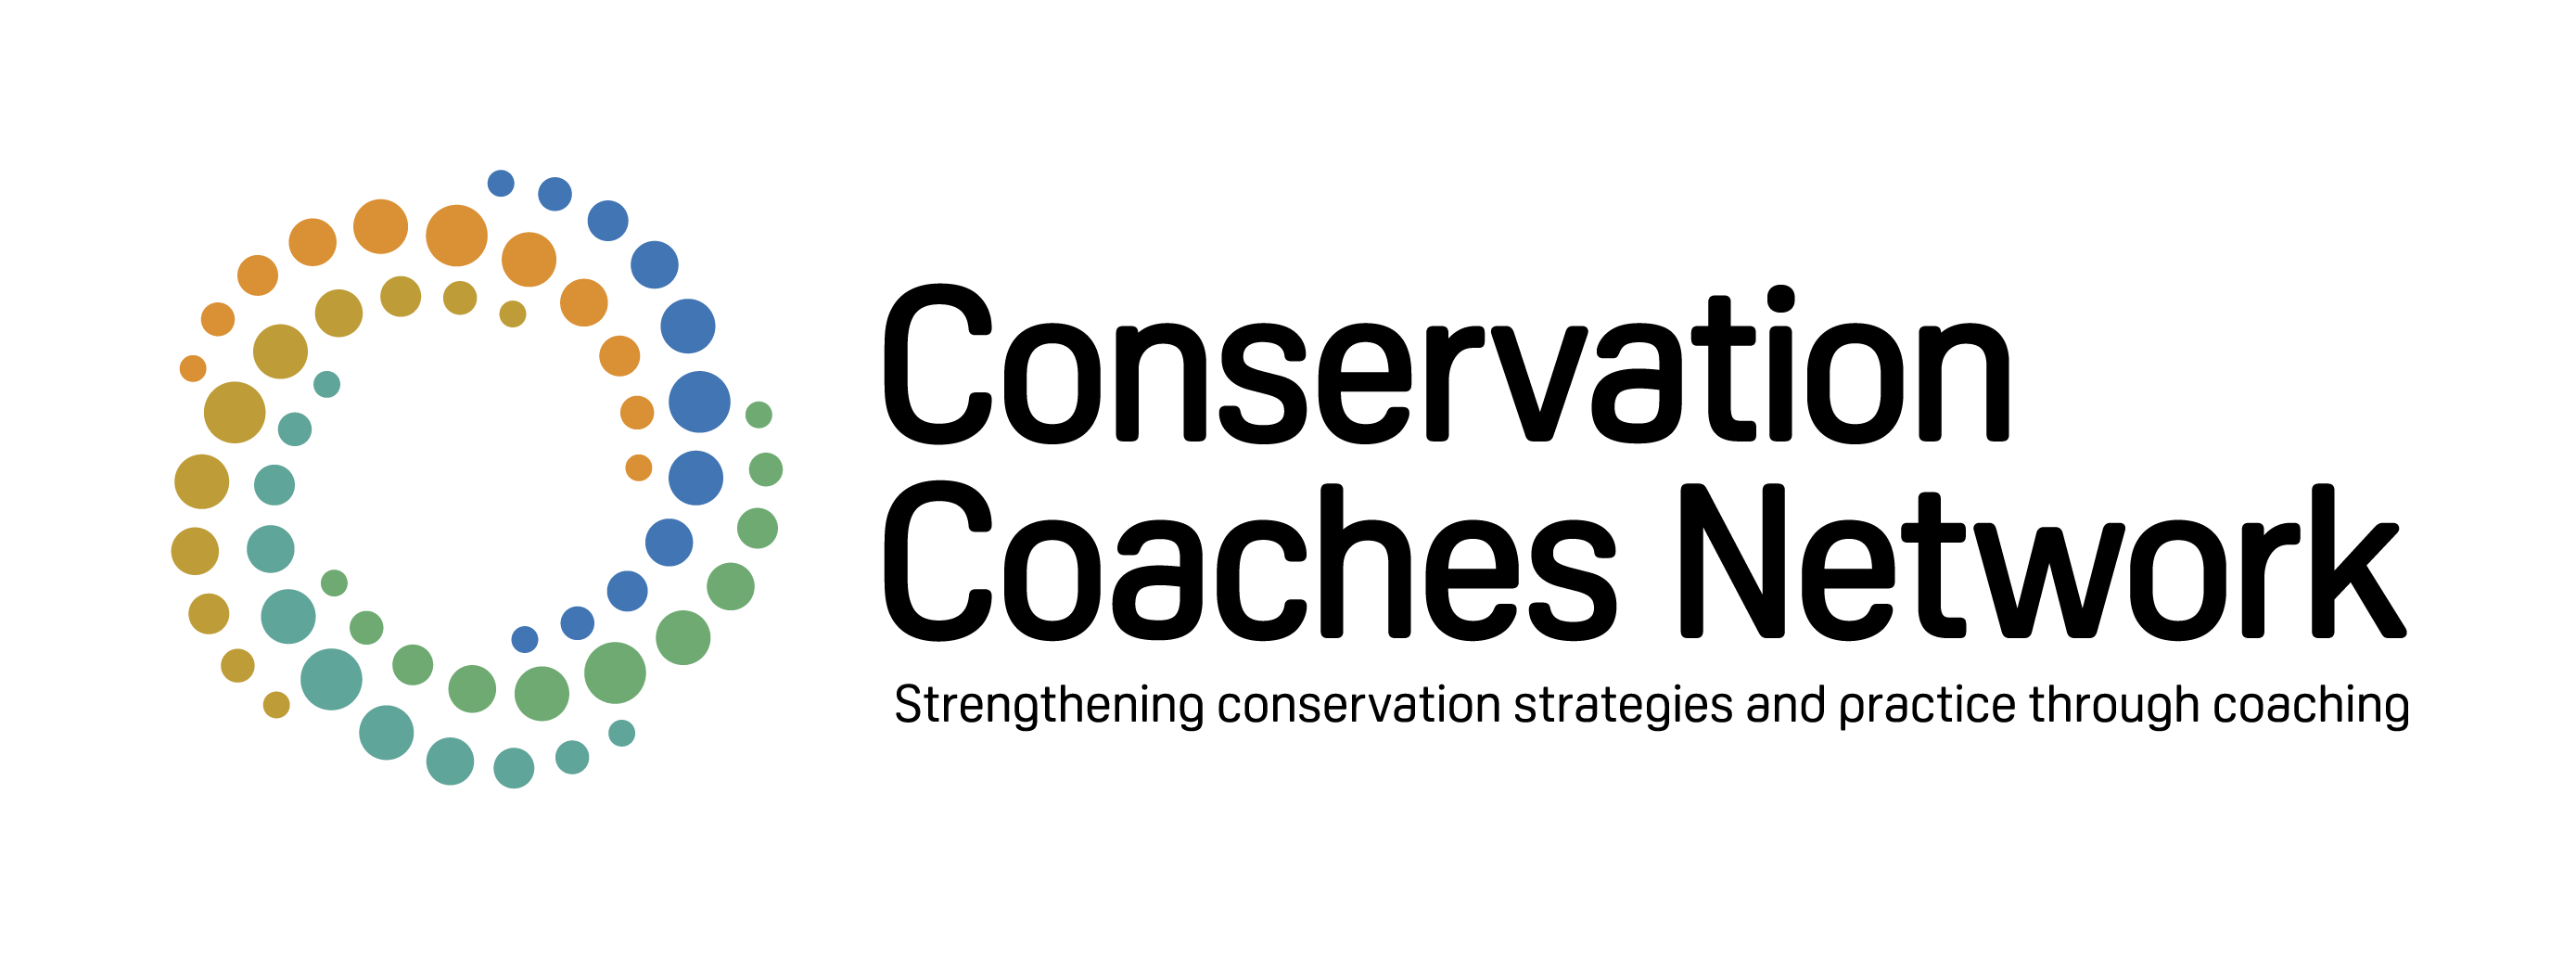 Conservation
Coaches Network
Strengthening conservation strategies and practice through coaching